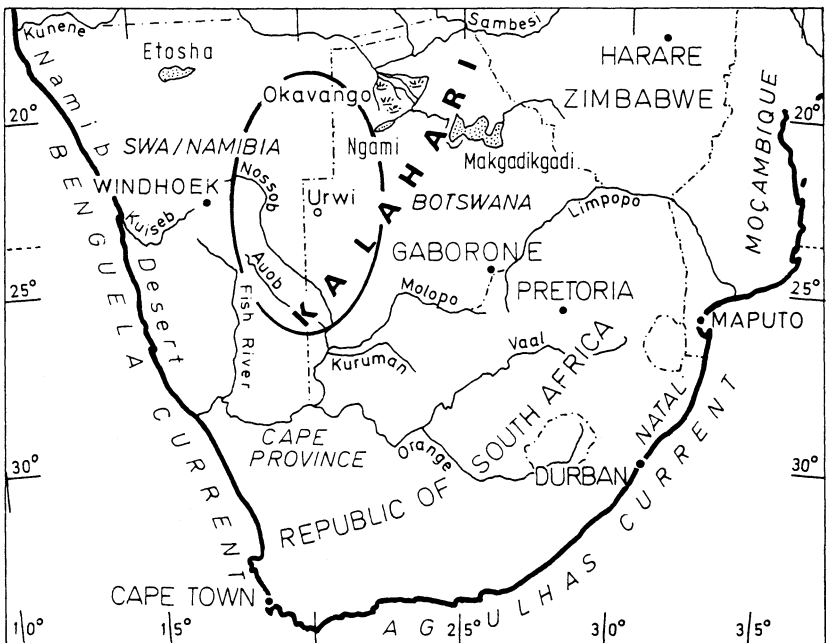 Kunene
Sambesi
Etosha
HARARE
Okavango
ZIMBABWE
KALAHARI
MOÇAMBIQUE
20°
20°
Namib
Desert
BENGUELA CURRENT
SWA/NAMIBIA
Ngami
Makgadikgadi
WINDHOEK
Nossob
Urwi
BOTSWANA
Limpopo
Kuiseb
GABORONE
Auob
Molopo
PRETORIA
25°
25°
Fish River
MAPUTO
Kuruman
Vaal
REPUBLIC OF SOUTH AFRICA
NATAL
CAPE
PROVINCE
Orange
30°
30°
DURBAN
AGULHAS CURRENT
CAPE TOWN
10°
15°
25°
30°
35°